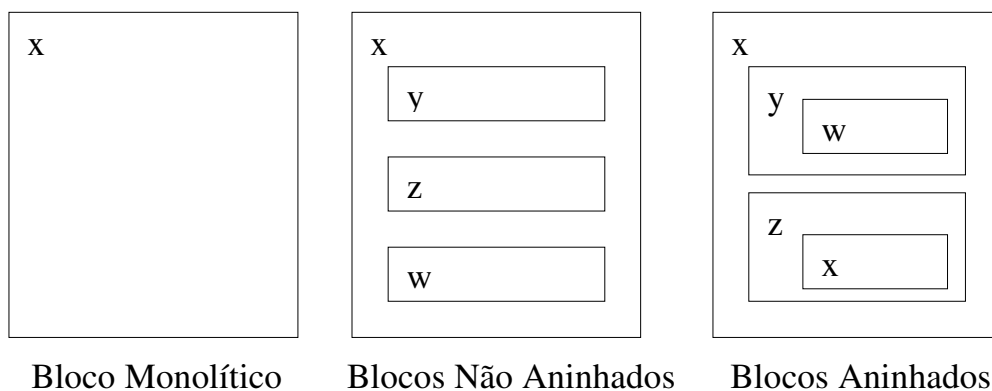 x
x
x
y
z
w
y
w
z
x
Bloco Monolítico
Blocos Não Aninhados
Blocos Aninhados